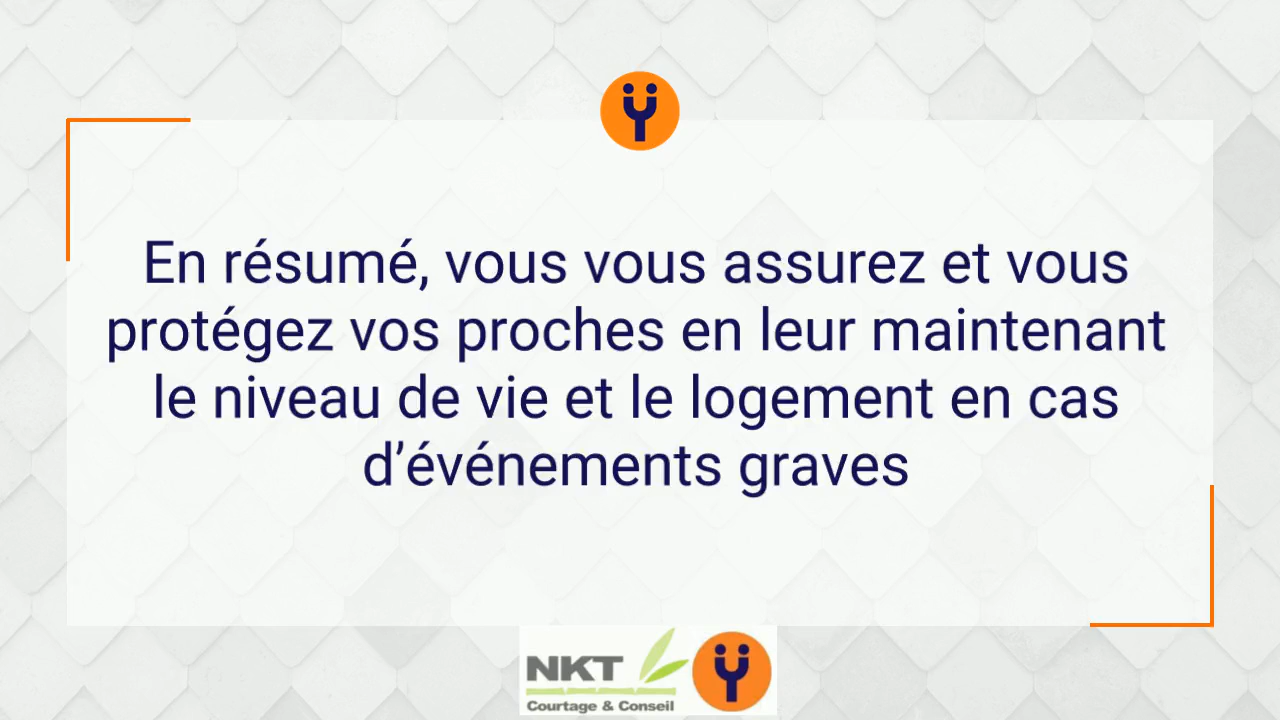 En résumé, vous vous assurez et vous
protégez vos proches en leur maintenant
le niveau de vie et le logement en cas
d’événements graves
NKT
Courtage & Conseil